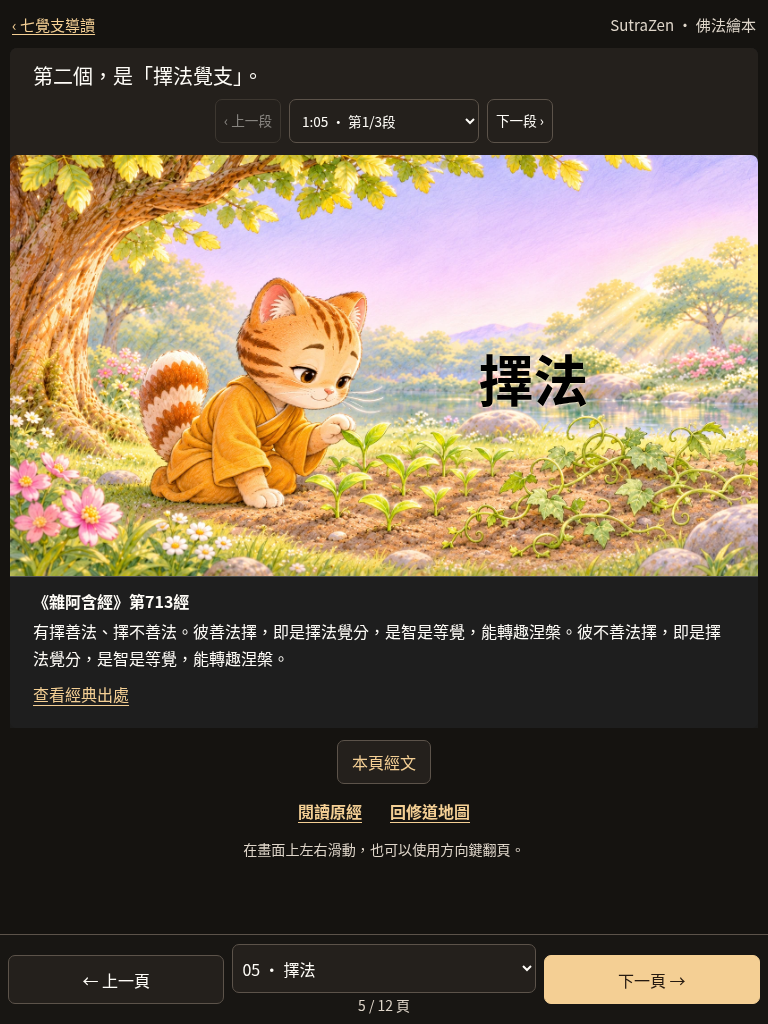 ‹ 七覺支導讀
SutraZen · 佛法繪本
第二個，是「擇法覺支」。
‹ 上一段
1:05 · 第1/3段
下一段 ›
擇法
《雜阿含經》第713經
有擇善法、擇不善法。彼善法擇，即是擇法覺分，是智是等覺，能轉趣涅槃。彼不善法擇，即是擇
法覺分，是智是等覺，能轉趣涅槃。
查看經典出處
本頁經文
閱讀原經
回修道地圖
在畫面上左右滑動，也可以使用方向鍵翻頁。
← 上一頁
05 · 擇法
下一頁 →
5 / 12 頁